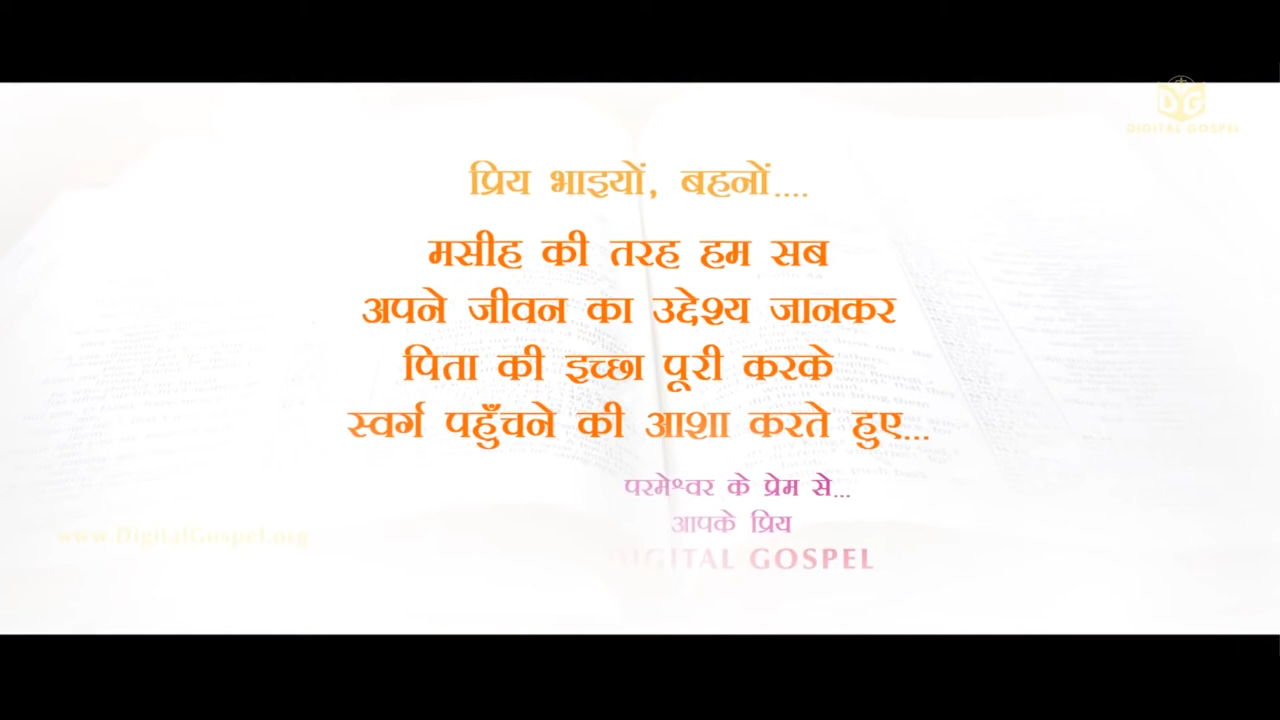 DG
DIGITAL GOSPEL
प्रिय भाइयों, बहनों....
मसीह की तरह हम सब
अपने जीवन का उद्देश्य जानकर
पिता की इच्छा पूरी करके
स्वर्ग पहुँचने की आशा करते हुए...
परमेश्वर के प्रेम से...
आपके प्रिय
DIGITAL GOSPEL
www.DigitalGospel.org